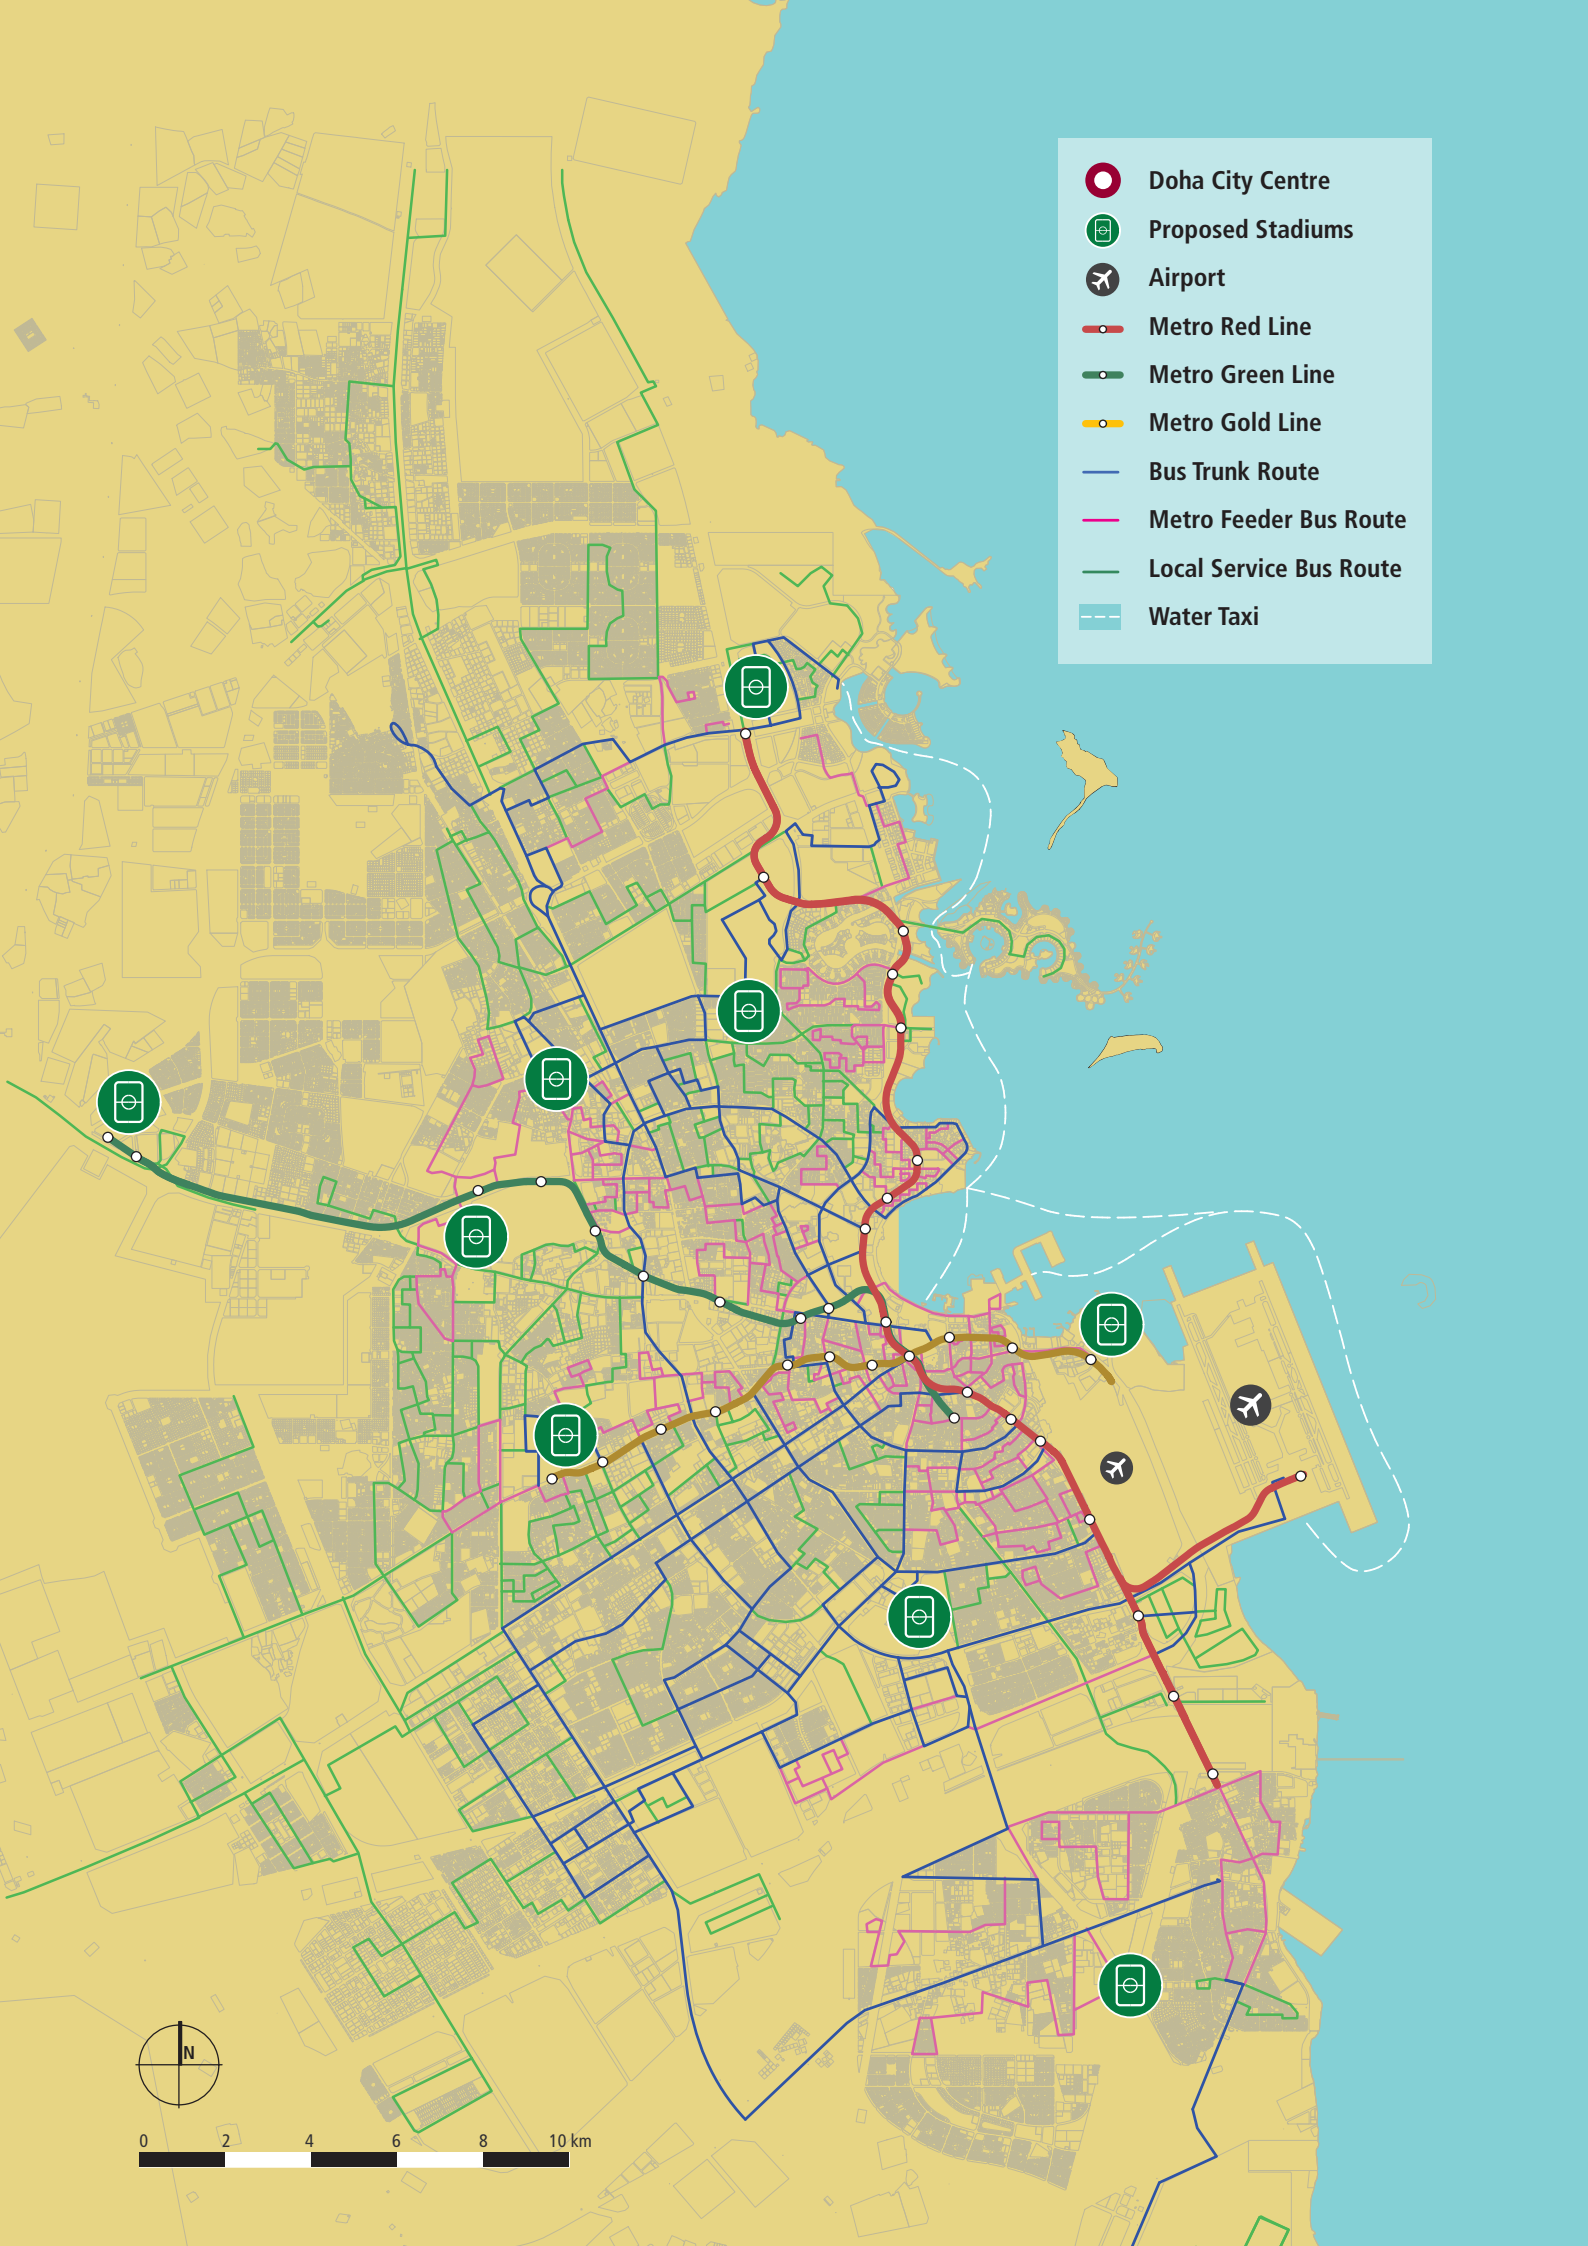 Doha City Centre
Proposed Stadiums
Airport
Metro Red Line
Metro Green Line
Metro Gold Line
Bus Trunk Route
Metro Feeder Bus Route
Local Service Bus Route
Water Taxi
N
0 2 4 6 8 10 km